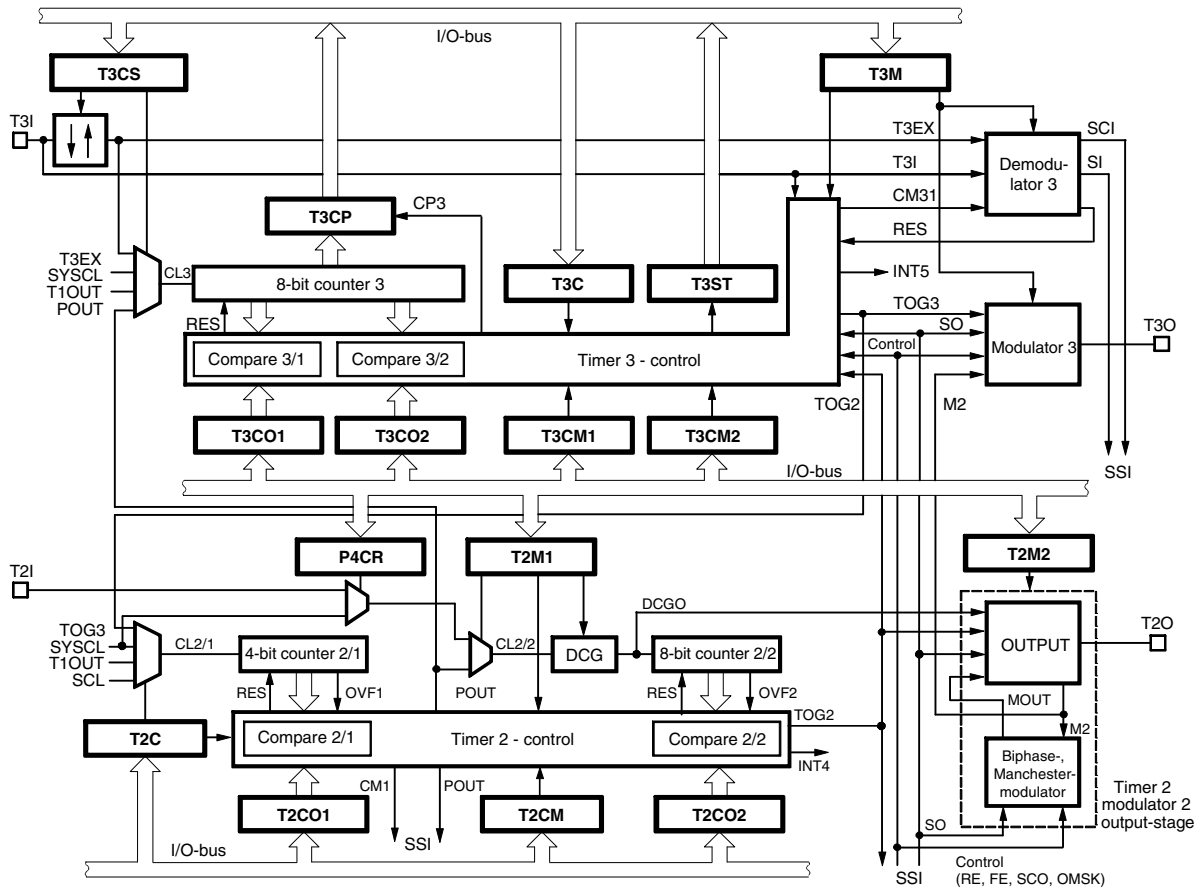 I/O-bus
T3CS
T3M
T3I
T3EX
SCI
T3I
SI
Demodu-
lator 3
CM31
T3CP
CP3
RES
T3EX
SYSCL
T1OUT
POUT
CL3
8-bit counter 3
T3C
T3ST
INT5
RES
TOG3
SO
Control
Modulator 3
T3O
Compare 3/1
Compare 3/2
Timer 3 - control
TOG2
M2
T3CO1
T3CO2
T3CM1
T3CM2
I/O-bus
SSI
P4CR
T2M1
T2M2
T2I
DCGO
TOG3
SYSCL
T1OUT
SCL
CL2/1
4-bit counter 2/1
CL2/2
DCG
8-bit counter 2/2
OUTPUT
T2O
RES
OVF1
POUT
RES
OVF2
MOUT
TOG2
M2
T2C
Compare 2/1
Timer 2 - control
Compare 2/2
INT4
Biphase-,
Manchester-
modulator
Timer 2
modulator 2
output-stage
CM1
POUT
T2CO1
T2CM
T2CO2
SSI
SO
I/O-bus
SSI
Control
(RE, FE, SCO, OMSK)